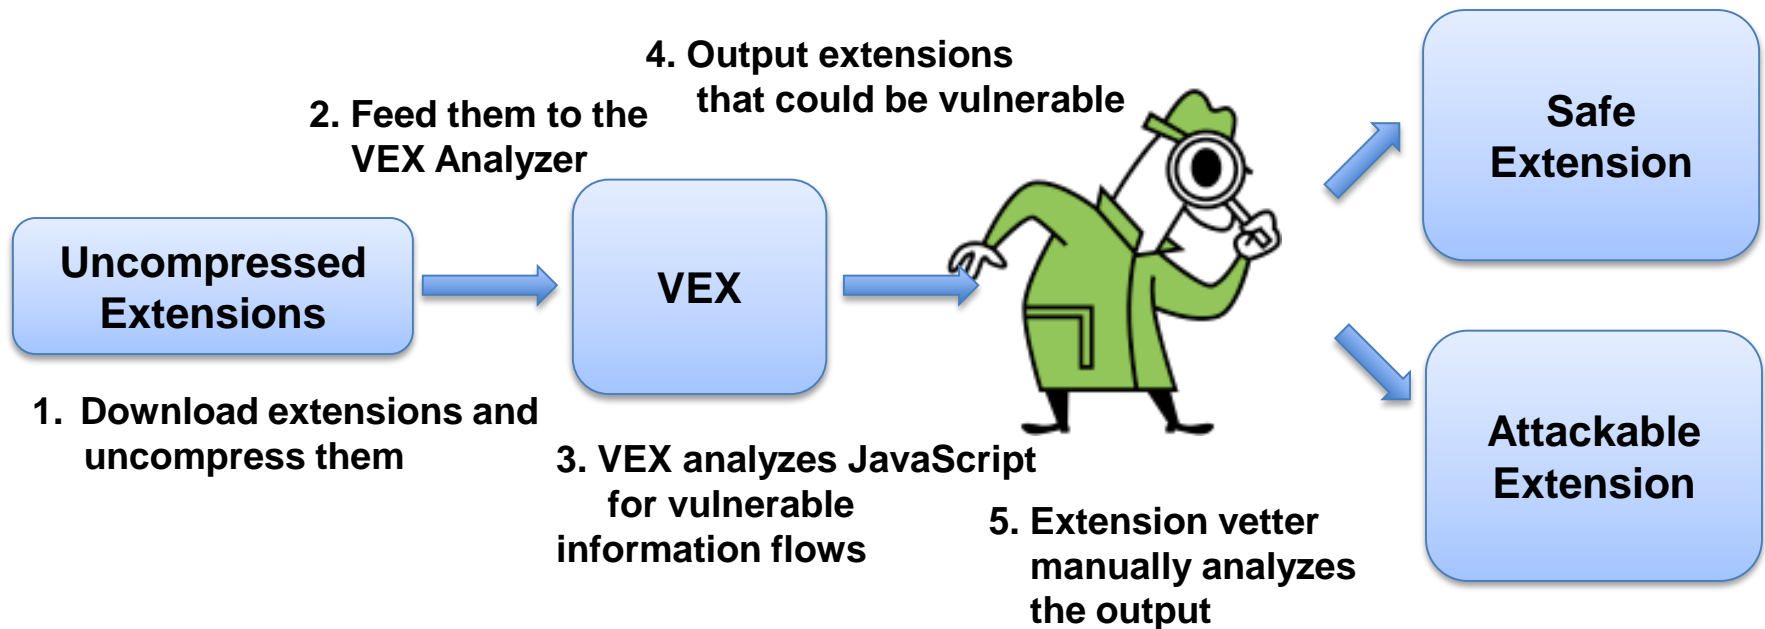 Uncompressed
Extensions
1. Download extensions and
uncompress them
2. Feed them to the
VEX Analyzer
VEX
3. VEX analyzes JavaScript
for vulnerable
information flows
4. Output extensions
that could be vulnerable
5. Extension vetter
manually analyzes
the output
Safe
Extension
Attackable
Extension